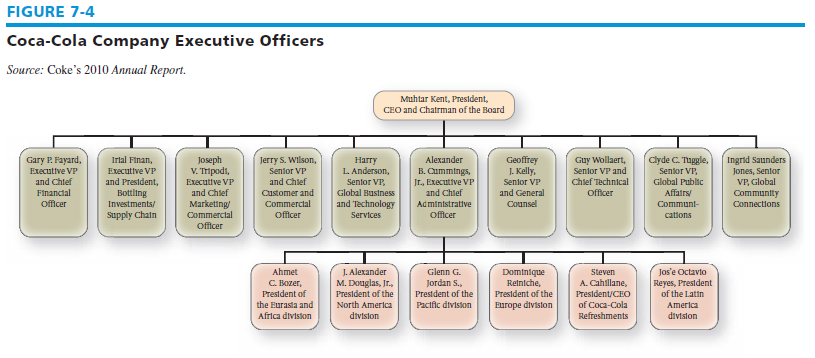 FIGURE 7-4
Coca-Cola Company Executive Officers
Source: Coke's 2010 Annual Report.
Muhtar Kent, President,
CEO and Chairman of the Board
Gary P. Fayard,
Executive VP
and Chief
Financial
Officer
Irial Finan,
Executive VP
and President,
Bottling
Investments/
Supply Chain
Joseph
V. Tripodi,
Executive VP
and Chief
Marketing/
Commercial
Officer
Jerry S. Wilson,
Senior VP
and Chief
Customer and
Commercial
Officer
Harry
L. Anderson,
Senior VP,
Global Business
and Technology
Services
Alexander
B. Cummings,
Jr., Executive VP
and Chief
Administrative
Officer
Geoffrey
J. Kelly,
Senior VP
and General
Counsel
Guy Wollaert,
Senior VP and
Chief Technical
Officer
Clyde C. Tuggle,
Senior VP,
Global Public
Affairs/
Communi-
cations
Ingrid Saunders
Jones, Senior
VP, Global
Community
Connections
Ahmet
C. Bozer,
President of
the Eurasia and
Africa division
J. Alexander
M. Douglas, Jr.,
President of the
North America
division
Glenn G.
Jordan S.,
President of the
Pacific division
Dominique
Reiniche,
President of the
Europe division
Steven
A. Cahillane,
President/CEO
of Coca-Cola
Refreshments
Jos'e Octavio
Reyes, President
of the Latin
America
division